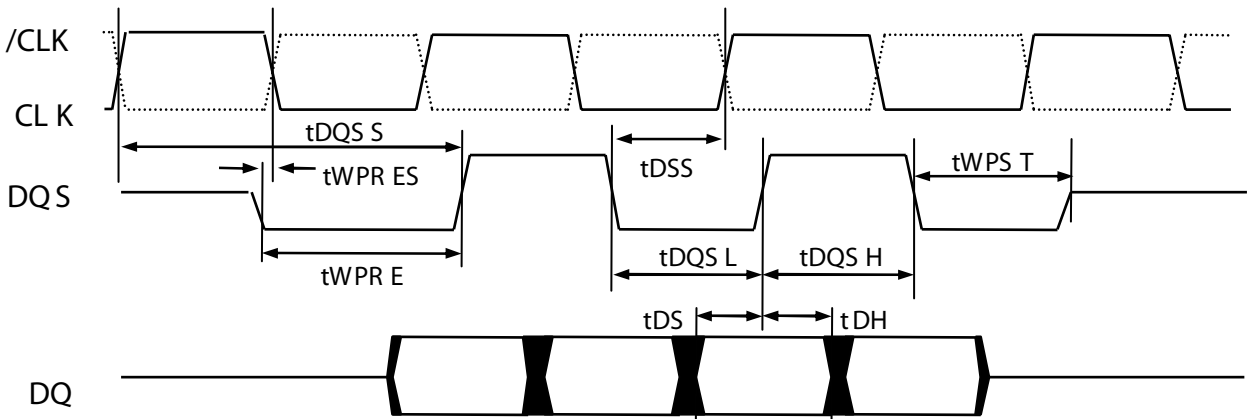 /CLK
CL K
tDQS S
tDSS
tWPR ES
tWPS T
DQ S
tWPR E
tDQS L
tDQS H
tDS
t DH
DQ